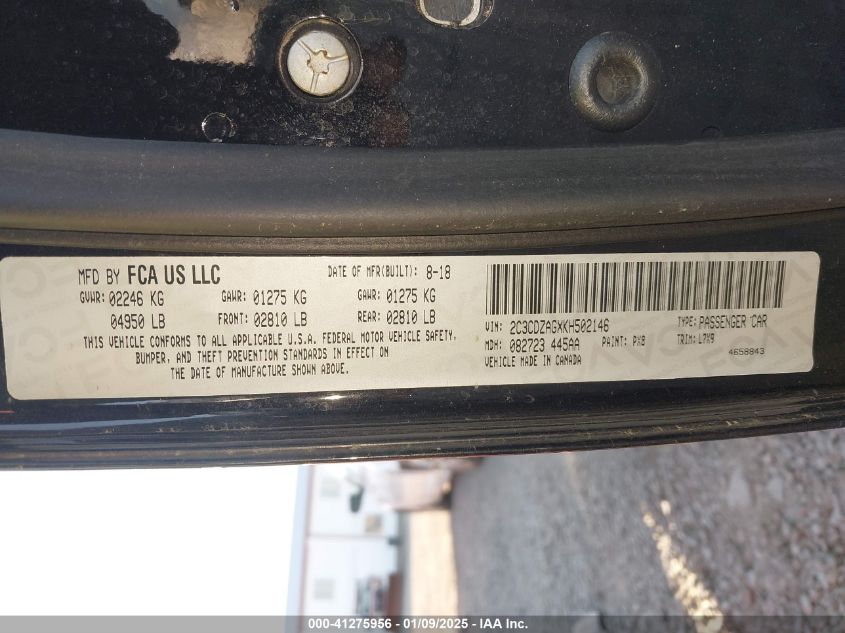 MFD BY FCA US LLC DATE OF MFR(BUILT): 8-18
GVWR: 02246 KG GAWR: 01275 KG GAWR: 01275 KG
04950 LB FRONT: 02810 LB REAR: 02810 LB
THIS VEHICLE CONFORMS TO ALL APPLICABLE U.S.A. FEDERAL MOTOR VEHICLE SAFETY,
BUMPER, AND THEFT PREVENTION STANDARDS IN EFFECT ON
THE DATE OF MANUFACTURE SHOWN ABOVE.
VIN: 2C3CDZAGXKH502146 TYPE: PASSENGER CAR
MDH: 082723 445AA PAINT: PX8 TRIM: L7X9
VEHICLE MADE IN CANADA 4658843
000-41275956 - 01/09/2025 - IAA Inc.